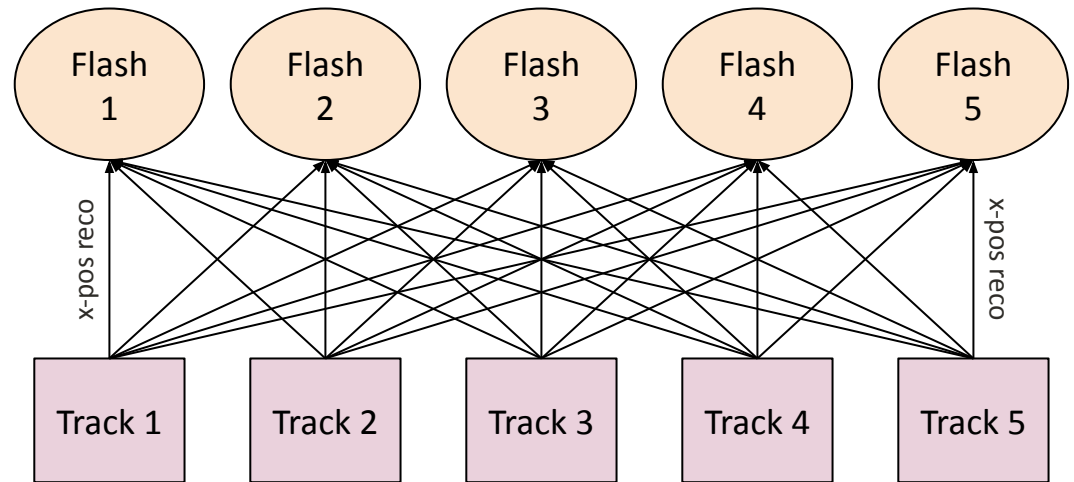 Flash
1
Flash
2
Flash
3
Flash
4
Flash
5
x-pos reco
x-pos reco
Track 1
Track 2
Track 3
Track 4
Track 5